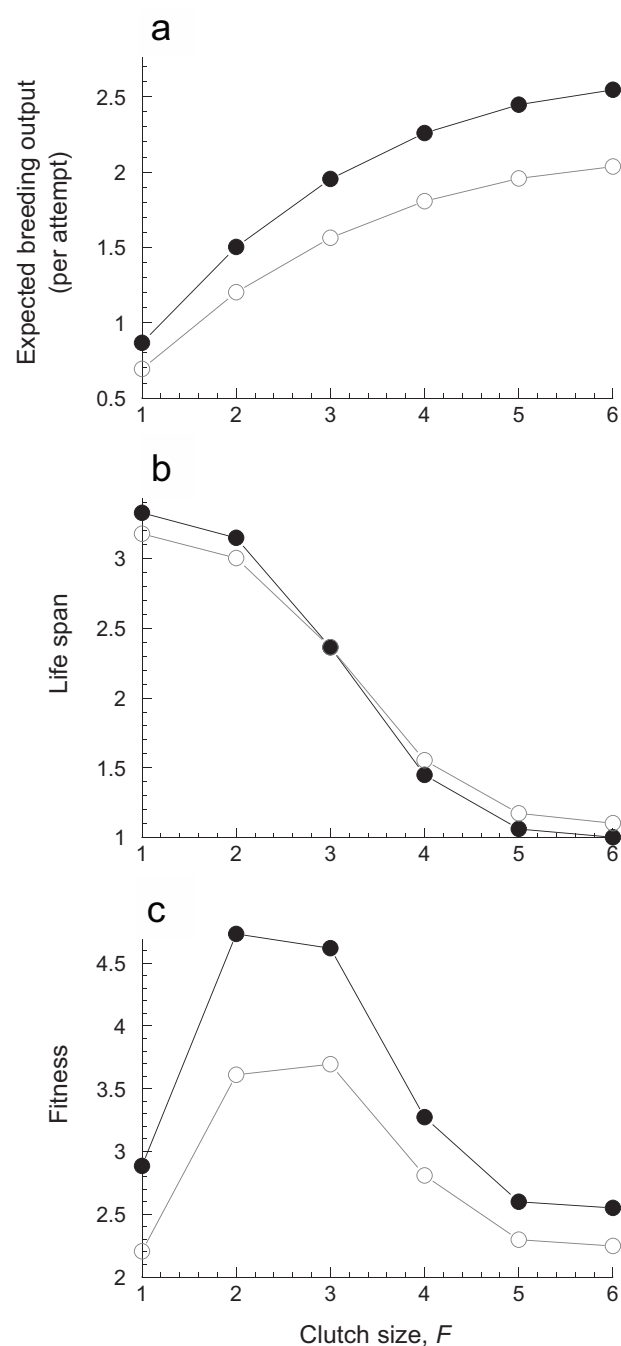 a
Expected breeding output
(per attempt)
2.5
2
1.5
1
0.5
1 2 3 4 5 6
b
Life span
3
2.5
2
1.5
1
1 2 3 4 5 6
c
Fitness
4.5
4
3.5
3
2.5
2
1 2 3 4 5 6
Clutch size, F